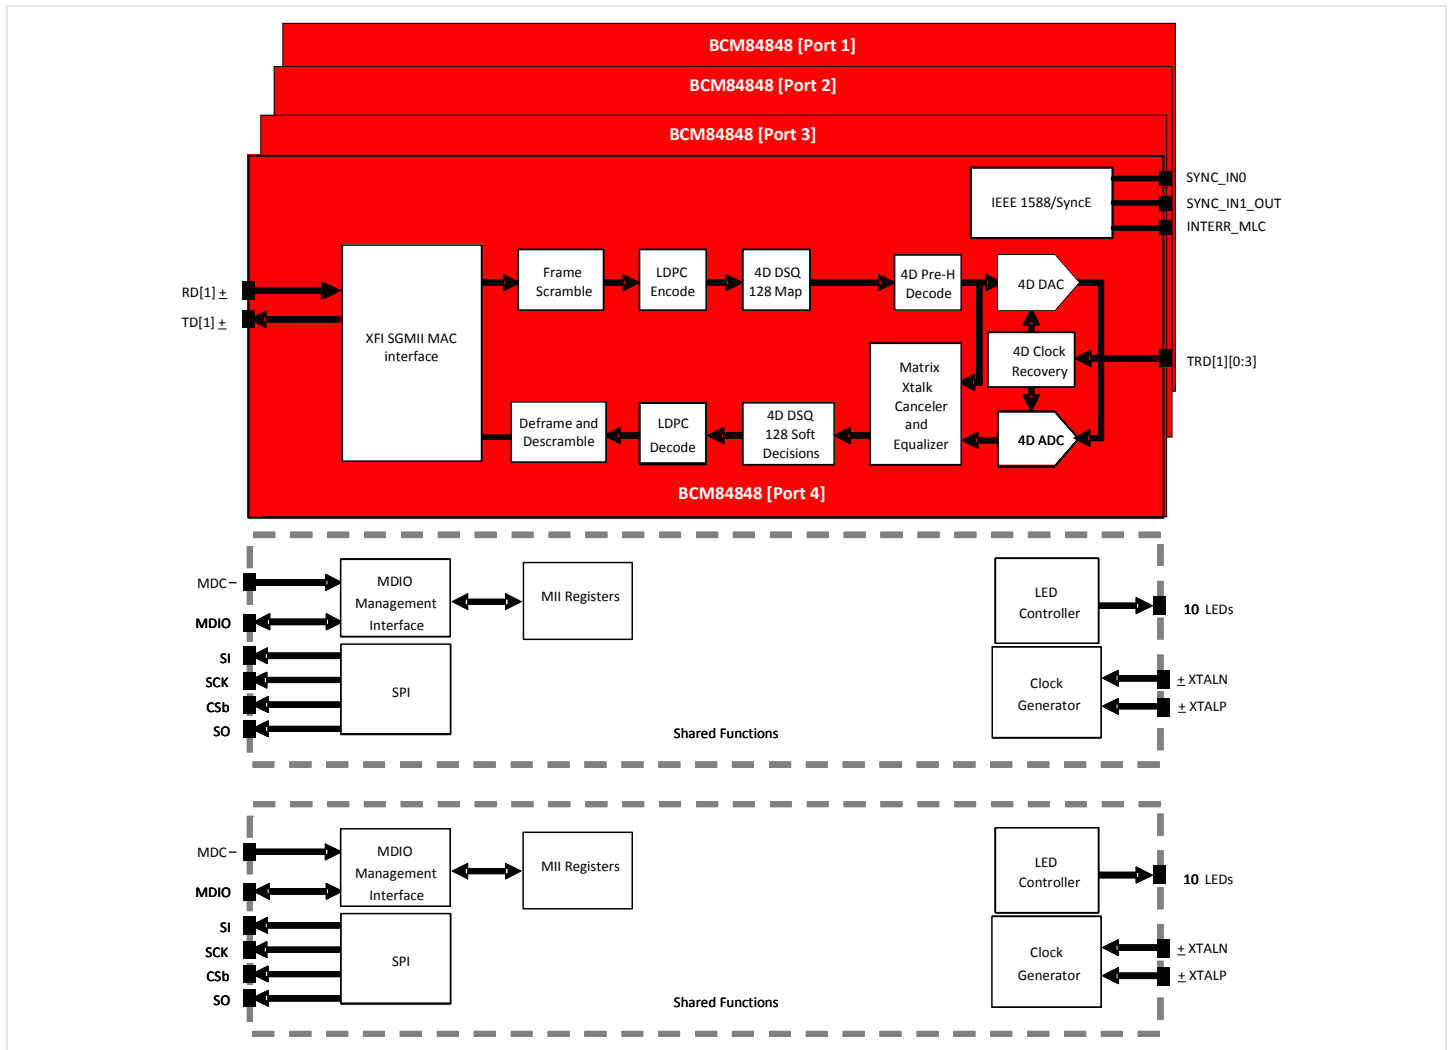 BCM84848 [Port 1]
BCM84848 [Port 2]
BCM84848 [Port 3]
IEEE 1588/SyncE
SYNC_IN0
SYNC_IN1_OUT
INTERR_MLC
RD[1] ±
TD[1] ±
XFI SGMII MAC
interface
Frame
Scramble
LDPC
Encode
4D DSQ
128 Map
4D Pre-H
Decode
4D DAC
4D Clock
Recovery
TRD[1][0:3]
Matrix
Xtalk
Canceler
and
Equalizer
Deframe and
Descramble
LDPC
Decode
4D DSQ
128 Soft
Decisions
4D ADC
BCM84848 [Port 4]
MDC–
MDIO
SI
SCK
CSb
SO
MDIO
Management
Interface
MII Registers
SPI
Shared Functions
LED
Controller
10 LEDs
Clock
Generator
± XTALN
± XTALP
MDC–
MDIO
SI
SCK
CSb
SO
MDIO
Management
Interface
MII Registers
SPI
Shared Functions
LED
Controller
10 LEDs
Clock
Generator
± XTALN
± XTALP